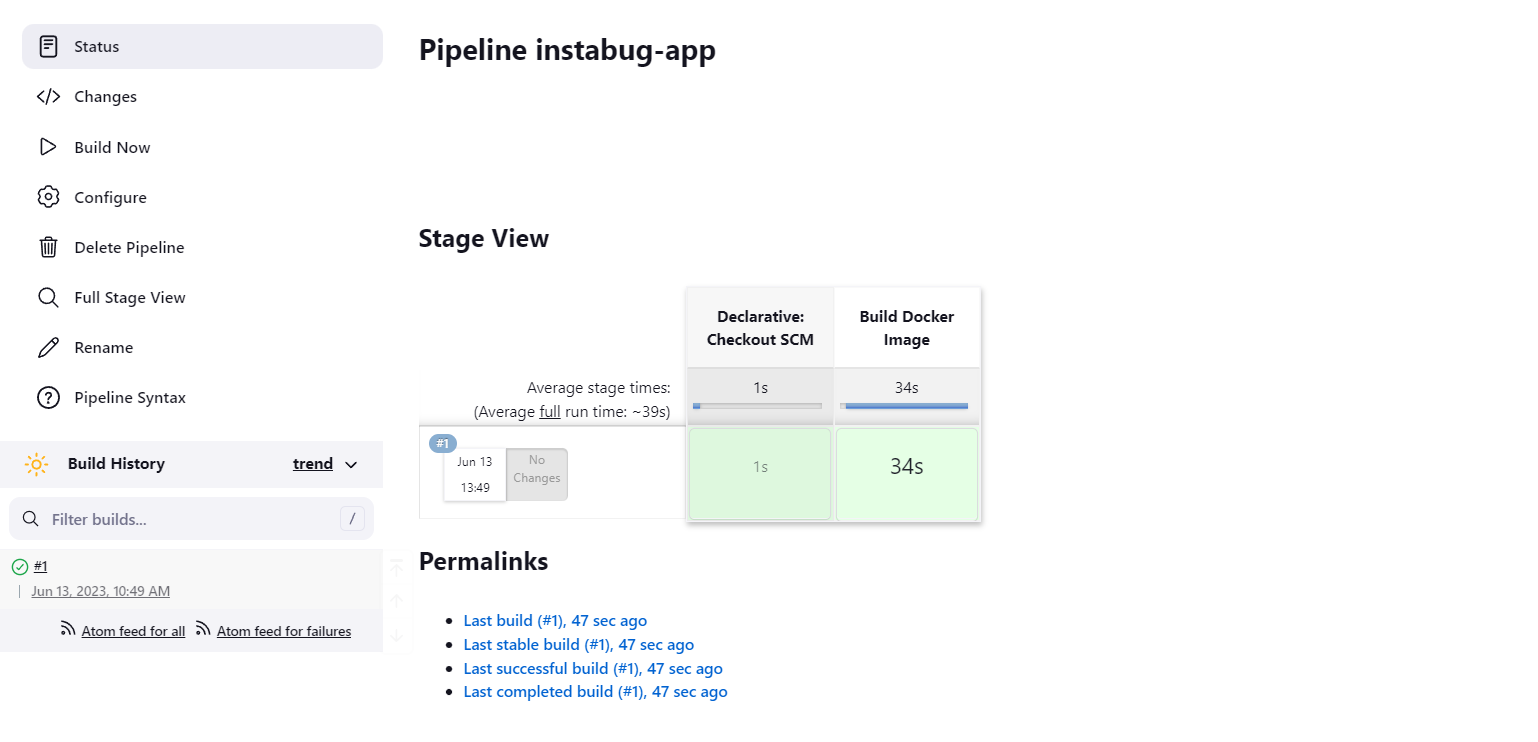 Status
Changes
Build Now
Configure
Delete Pipeline
Full Stage View
Rename
Pipeline Syntax
Build History
trend
Filter builds...
/
#1
Jun 13, 2023, 10:49 AM
Atom feed for all
Atom feed for failures
Pipeline instabug-app
Stage View
Declarative:
Checkout SCM
Build Docker
Image
Average stage times:
(Average full run time: ~39s)
1s
34s
#1
Jun 13
13:49
No
Changes
1s
34s
Permalinks
Last build (#1), 47 sec ago
Last stable build (#1), 47 sec ago
Last successful build (#1), 47 sec ago
Last completed build (#1), 47 sec ago